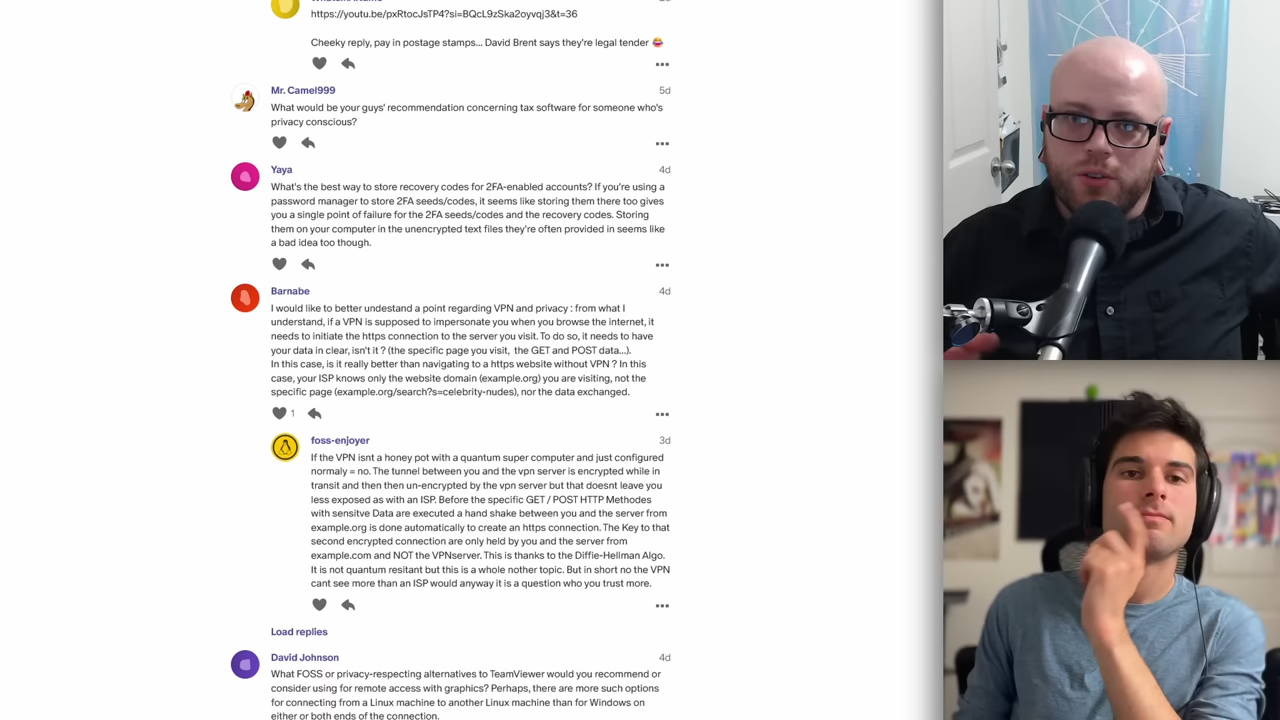 https://youtu.be/pxRtocJsTP4?si=BQcL9zSka2oyvqj3&t=36
Cheeky reply, pay in postage stamps... David Brent says they're legal tender 😂
Mr. Camel999 5d
What would be your guys' recommendation concerning tax software for someone who's
privacy conscious?
Yaya 4d
What's the best way to store recovery codes for 2FA-enabled accounts? If you're using a
password manager to store 2FA seeds/codes, it seems like storing them there too gives
you a single point of failure for the 2FA seeds/codes and the recovery codes. Storing
them on your computer in the unencrypted text files they're often provided in seems like
a bad idea too though.
Barnabe 4d
I would like to better undestand a point regarding VPN and privacy : from what I
understand, if a VPN is supposed to impersonate you when you browse the internet, it
needs to initiate the https connection to the server you visit. To do so, it needs to have
your data in clear, isn't it ? (the specific page you visit, the GET and POST data...).
In this case, is it really better than navigating to a https website without VPN ? In this
case, your ISP knows only the website domain (example.org) you are visiting, not the
specific page (example.org/search?s=celebrity-nudes), nor the data exchanged.
1
foss-enjoyer 3d
If the VPN isnt a honey pot with a quantum super computer and just configured
normaly = no. The tunnel between you and the vpn server is encrypted while in
transit and then then un-encrypted by the vpn server but that doesnt leave you
less exposed as with an ISP. Before the specific GET / POST HTTP Methodes
with sensitve Data are executed a hand shake between you and the server from
example.org is done automatically to create an https connection. The Key to that
second encrypted connection are only held by you and the server from
example.com and NOT the VPNserver. This is thanks to the Diffie-Hellman Algo.
It is not quantum resitant but this is a whole nother topic. But in short no the VPN
cant see more than an ISP would anyway it is a question who you trust more.
Load replies
David Johnson 4d
What FOSS or privacy-respecting alternatives to TeamViewer would you recommend or
consider using for remote access with graphics? Perhaps, there are more such options
for connecting from a Linux machine to another Linux machine than for Windows on
either or both ends of the connection.